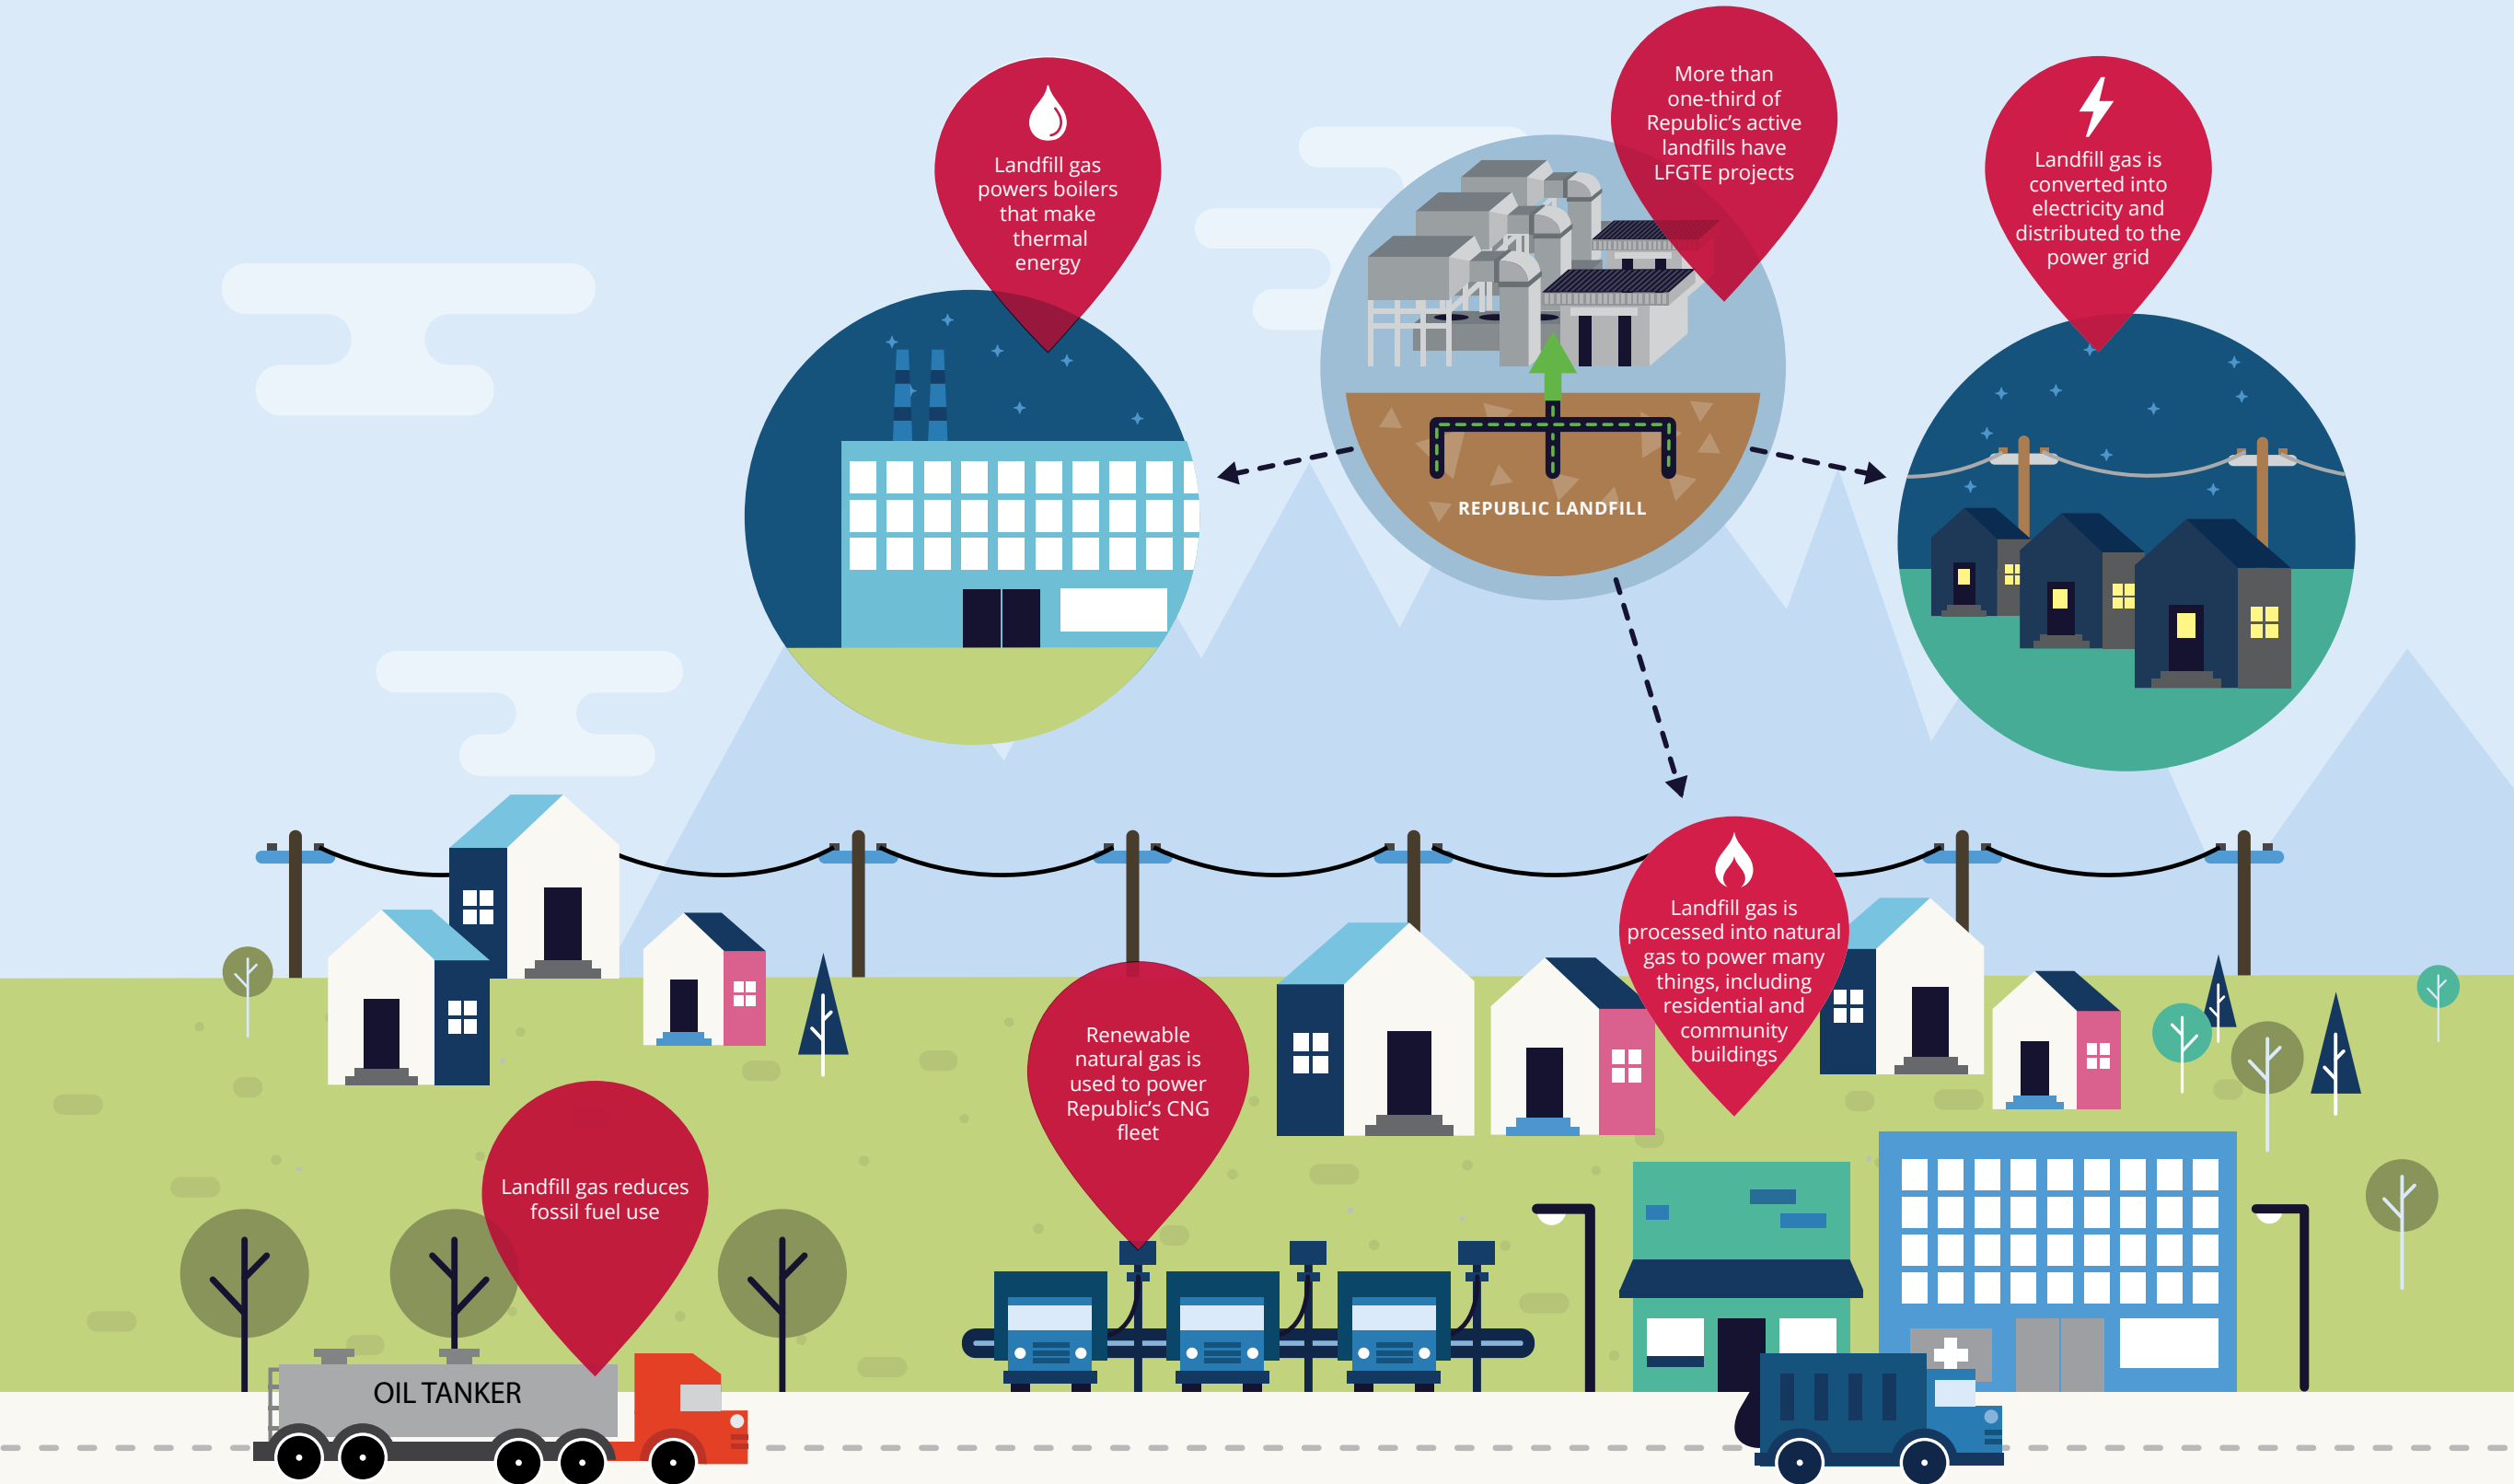 Landfill gas
powers boilers
that make
thermal
energy
More than
one-third of
Republic’s active
landfills have
LFGTE projects
Landfill gas is
converted into
electricity and
distributed to the
power grid
REPUBLIC LANDFILL
Landfill gas is
processed into natural
gas to power many
things, including
residential and
community
buildings
Renewable
natural gas is
used to power
Republic’s CNG
fleet
Landfill gas reduces
fossil fuel use
OIL TANKER